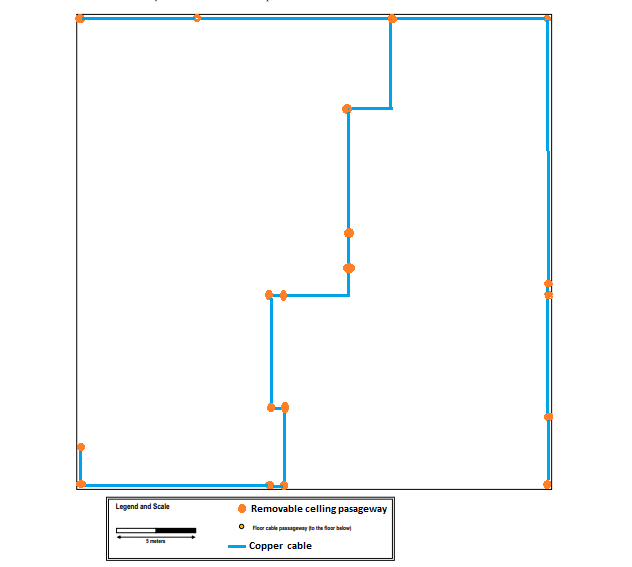 Legend and Scale
Removable celling pasageway
Floor cable passageway (to the floor below)
5 meters
Copper cable